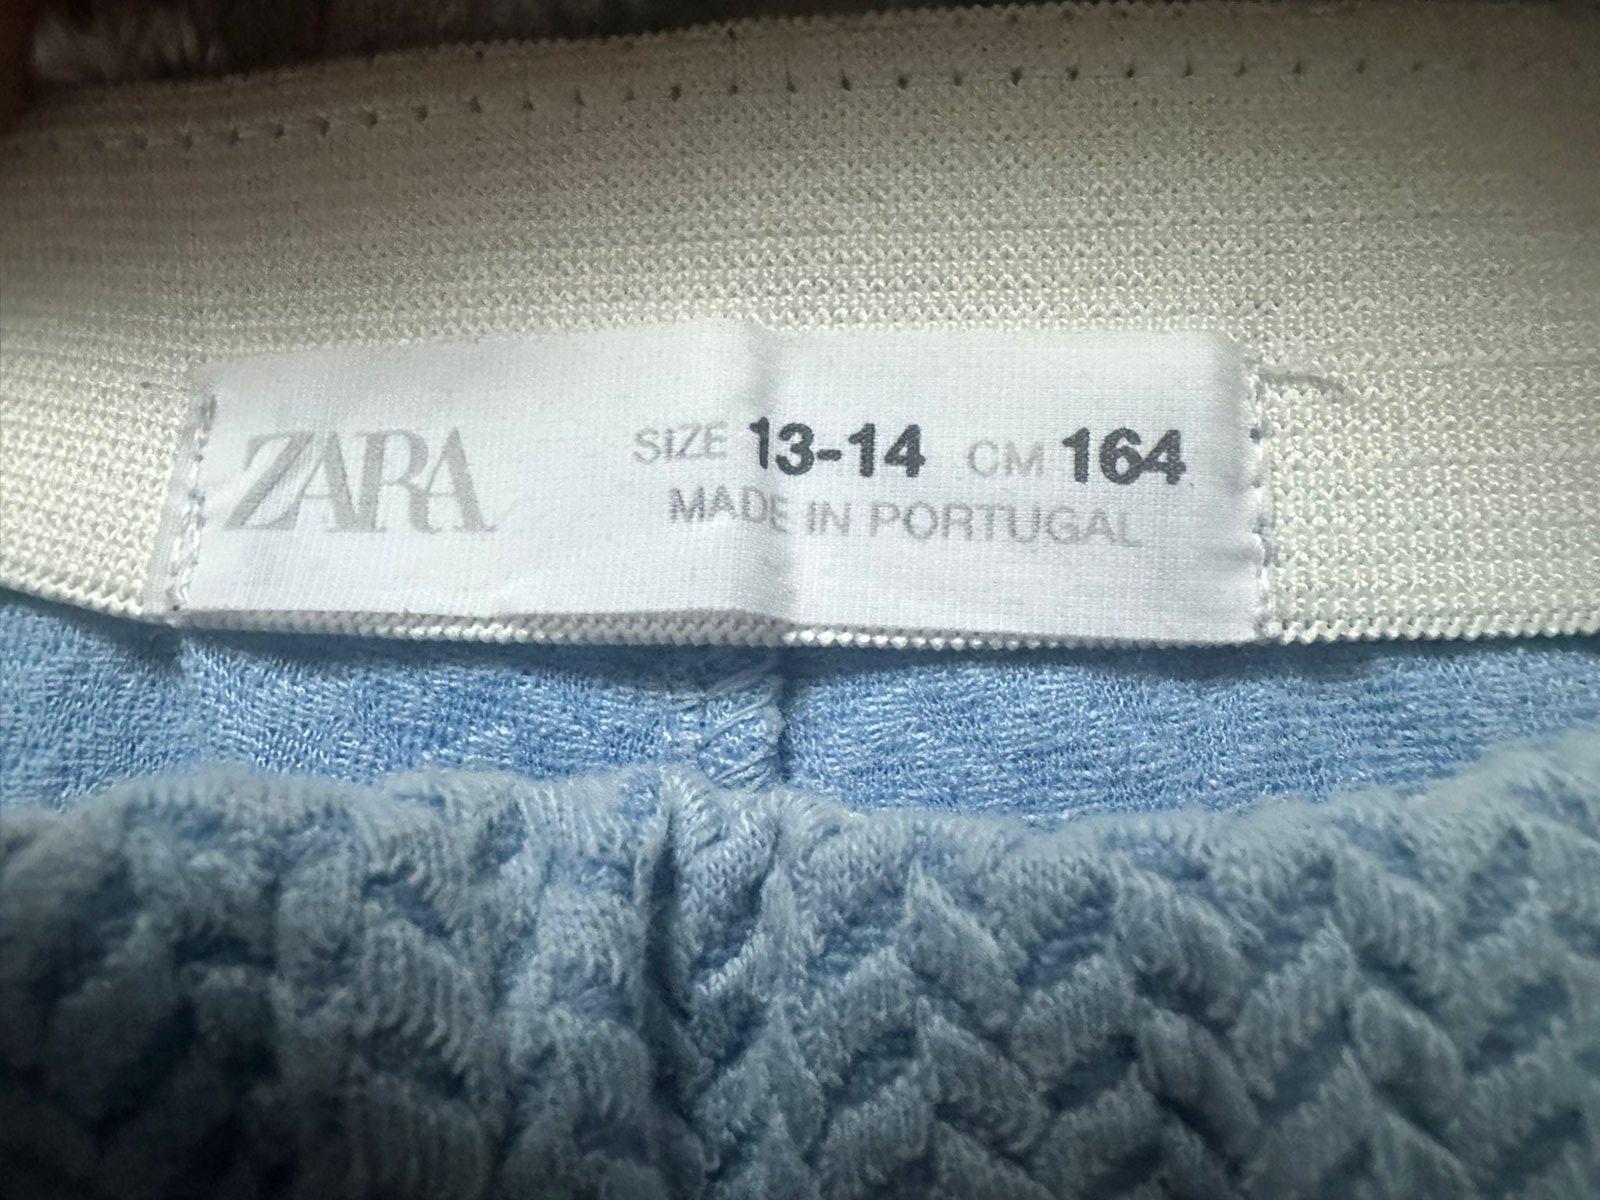 ZARA SIZE 13-14 CM 164
MADE IN PORTUGAL